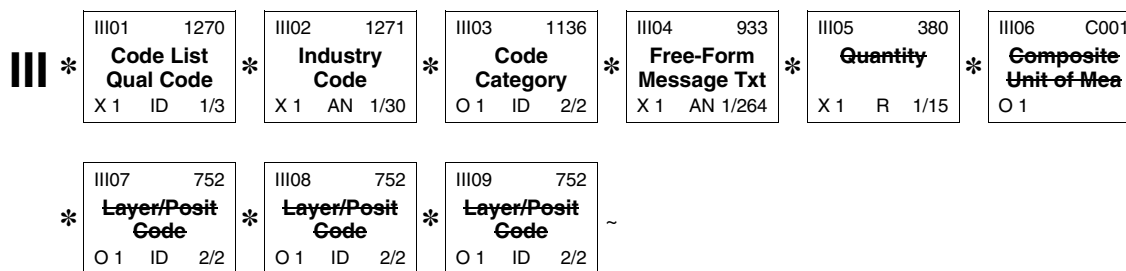 III01 1270 III02 1271 III03 1136 III04 933 III05 380 III06 C001
III * Code List * Industry * Code * Free-Form * Quantity * Composite
Qual Code Code Category Message Txt Unit of Mea
X 1 ID 1/3 X 1 AN 1/30 O 1 ID 2/2 X 1 AN 1/264 X 1 R 1/15 O 1
III07 752 III08 752 III09 752
* Layer/Posit * Layer/Posit * Layer/Posit ~
Code Code Code
O 1 ID 2/2 O 1 ID 2/2 O 1 ID 2/2